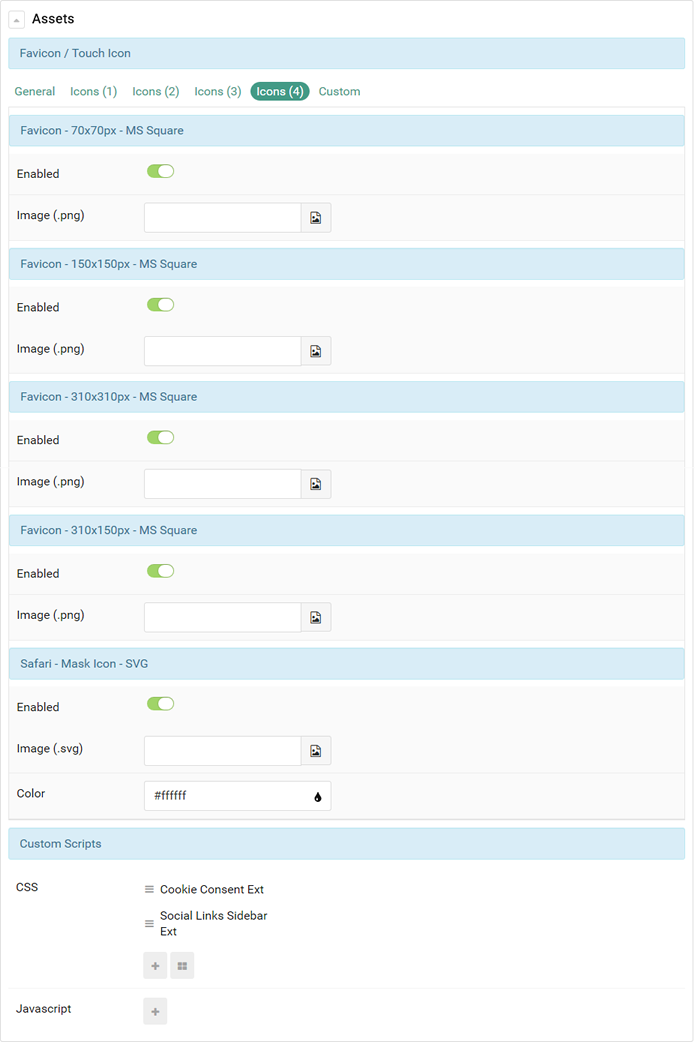 Assets
Favicon / Touch Icon
General Icons (1) Icons (2) Icons (3) Icons (4) Custom
Favicon - 70x70px - MS Square
Enabled
Image (.png)
Favicon - 150x150px - MS Square
Enabled
Image (.png)
Favicon - 310x310px - MS Square
Enabled
Image (.png)
Favicon - 310x150px - MS Square
Enabled
Image (.png)
Safari - Mask Icon - SVG
Enabled
Image (.svg)
Color #ffffff
Custom Scripts
CSS Cookie Consent Ext
Social Links Sidebar
Ext
Javascript